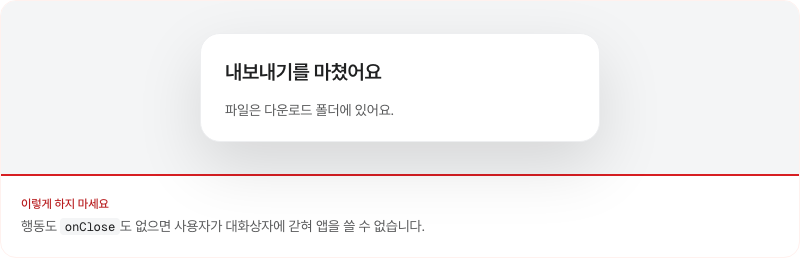 내보내기를 마쳤어요
파일은 다운로드 폴더에 있어요.
이렇게 하지 마세요
행동도 onClose 도 없으면 사용자가 대화상자에 갇혀 앱을 쓸 수 없습니다.